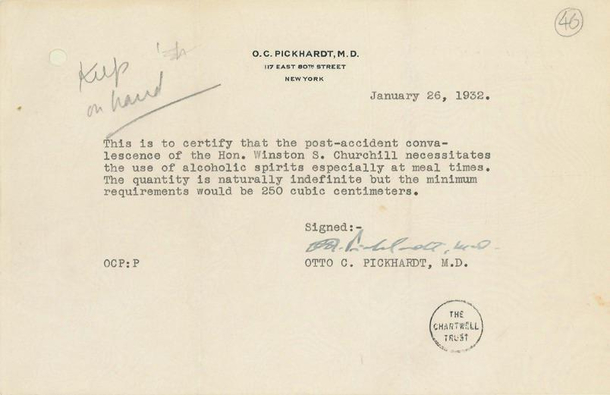 46
Keep
on hand
O. C. PICKHARDT, M. D.
117 EAST 80TH STREET
NEW YORK
January 26, 1932.
This is to certify that the post-accident conva-
lescence of the Hon. Winston S. Churchill necessitates
the use of alcoholic spirits especially at meal times.
The quantity is naturally indefinite but the minimum
requirements would be 250 cubic centimeters.
Signed:-
O. C. Pickhardt, M.D.
OCP:P OTTO C. PICKHARDT, M.D.
THE
CHARTWELL
TRUST